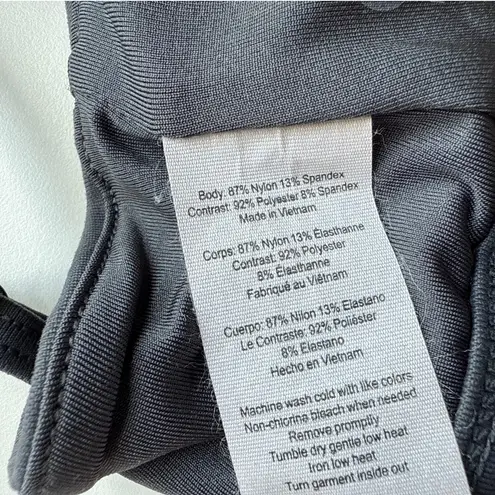 Body: 87% Nylon 13% Spandex
Contrast: 92% Polyester 8% Spandex
Made in Vietnam
Corps: 87% Nylon 13% Élasthanne
Contrast: 92% Polyester
8% Élasthanne
Fabriqué au Viêtnam
Cuerpo: 87% Nilon 13% Elastano
Le Contraste: 92% Poliéster
8% Elastano
Hecho en Vietnam
Machine wash cold with like colors
Non-chlorine bleach when needed
Remove promptly
Tumble dry gentle low heat
Iron low heat
Turn garment inside out